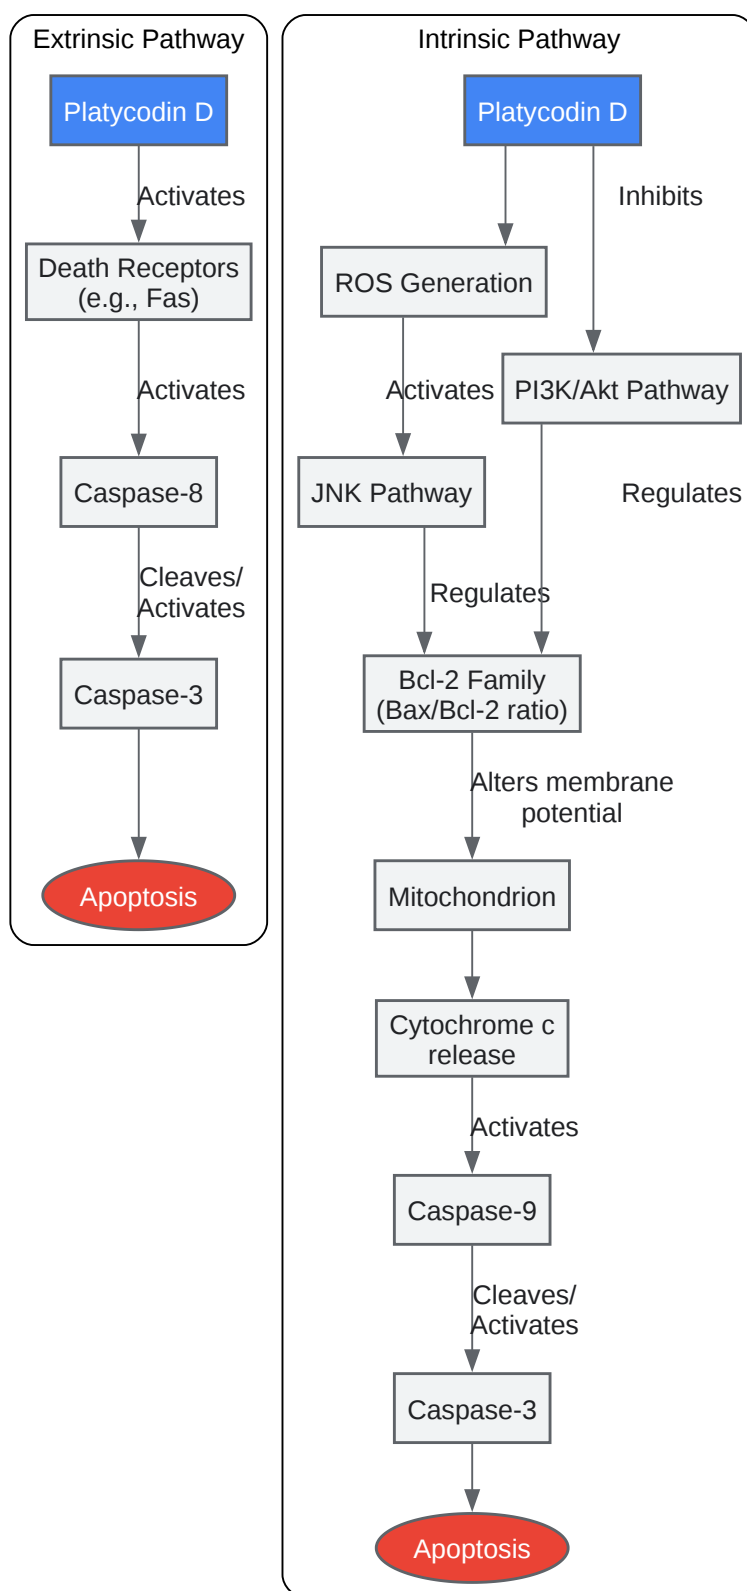 Extrinsic Pathway
Platycodin D
Activates
Death Receptors
(e.g., Fas)
Activates
Caspase-8
Cleaves/
Activates
Caspase-3
Apoptosis
Intrinsic Pathway
Platycodin D
Inhibits
ROS Generation
Activates
PI3K/Akt Pathway
JNK Pathway
Regulates
Regulates
Bcl-2 Family
(Bax/Bcl-2 ratio)
Alters membrane
potential
Mitochondrion
Cytochrome c
release
Activates
Caspase-9
Cleaves/
Activates
Caspase-3
Apoptosis